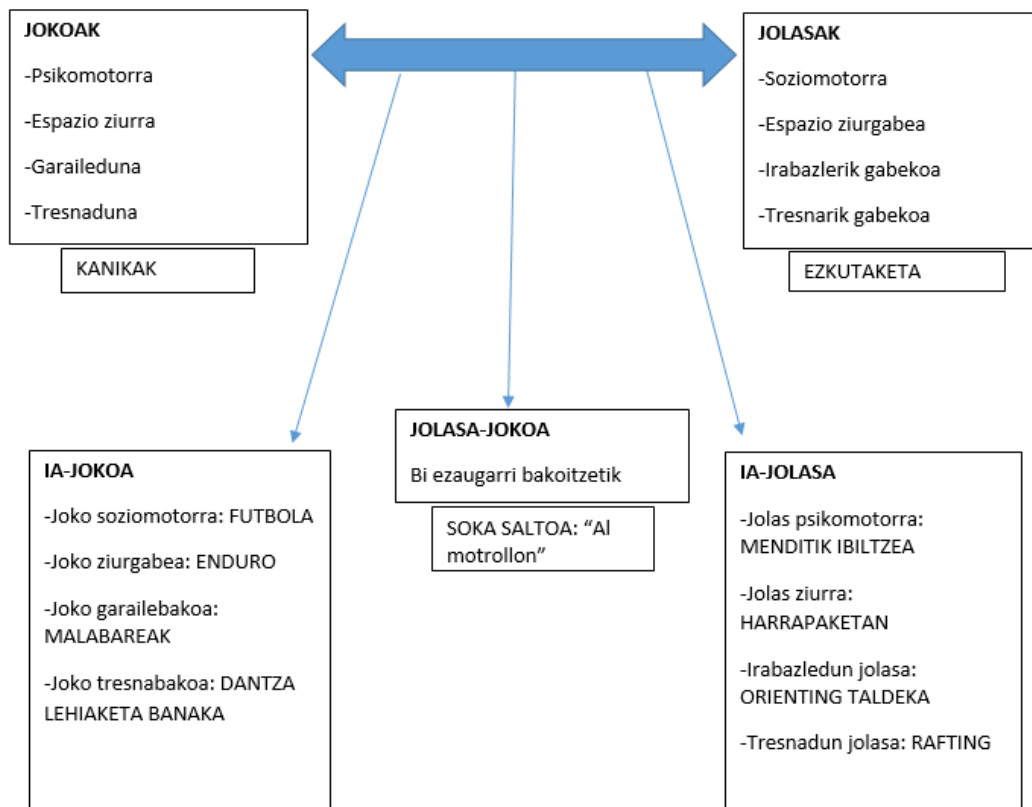 JOKOAK
-Psikomotorra
-Espazio ziurra
-Garaileduna
-Tresnaduna
KANIKAK
JOLASAK
-Soziomotorra
-Espazio ziurgabea
-Irabazlerik gabekoa
-Tresnarik gabekoa
EZKUTAKETA
IA-JOKOA
-Joko soziomotorra: FUTBOLA
-Joko ziurgabea: ENDURO
-Joko garailebakoa:
MALABAREAK
-Joko tresnabakoa: DANTZA
LEHIAKETA BANAKA
JOLASA-JOKOA
Bi ezaugarri bakoitzetik
SOKA SALTOA: “Al
motrollon”
IA-JOLASA
-Jolas psikomotorra:
MENDITIK IBILTZEA
-Jolas ziurra:
HARRAPAKETAN
-Irabazledun jolasa:
ORIENTING TALDEKA
-Tresnadun jolasa: RAFTING